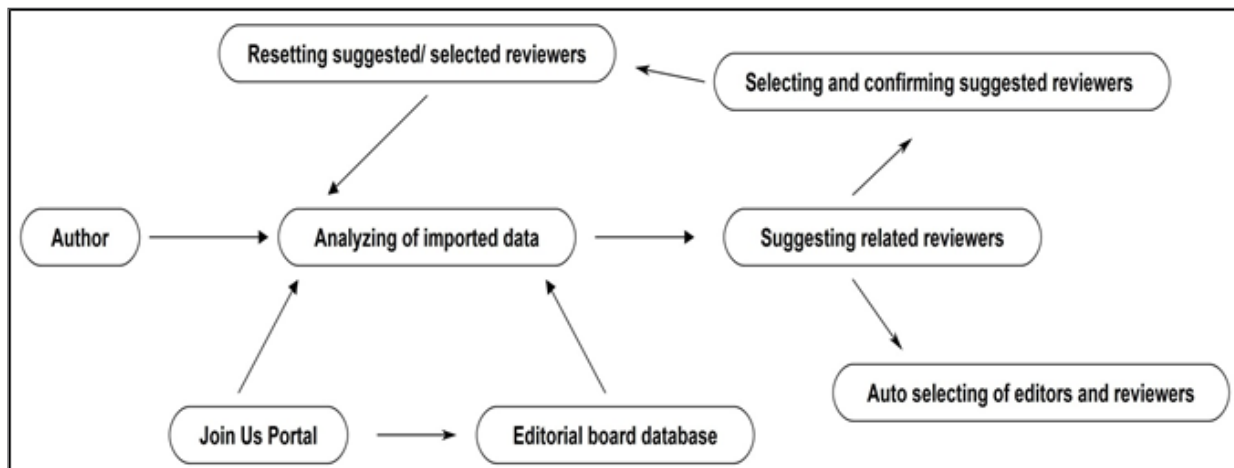 Resetting suggested/ selected reviewers
Selecting and confirming suggested reviewers
Author
Analyzing of imported data
Suggesting related reviewers
Auto selecting of editors and reviewers
Join Us Portal
Editorial board database